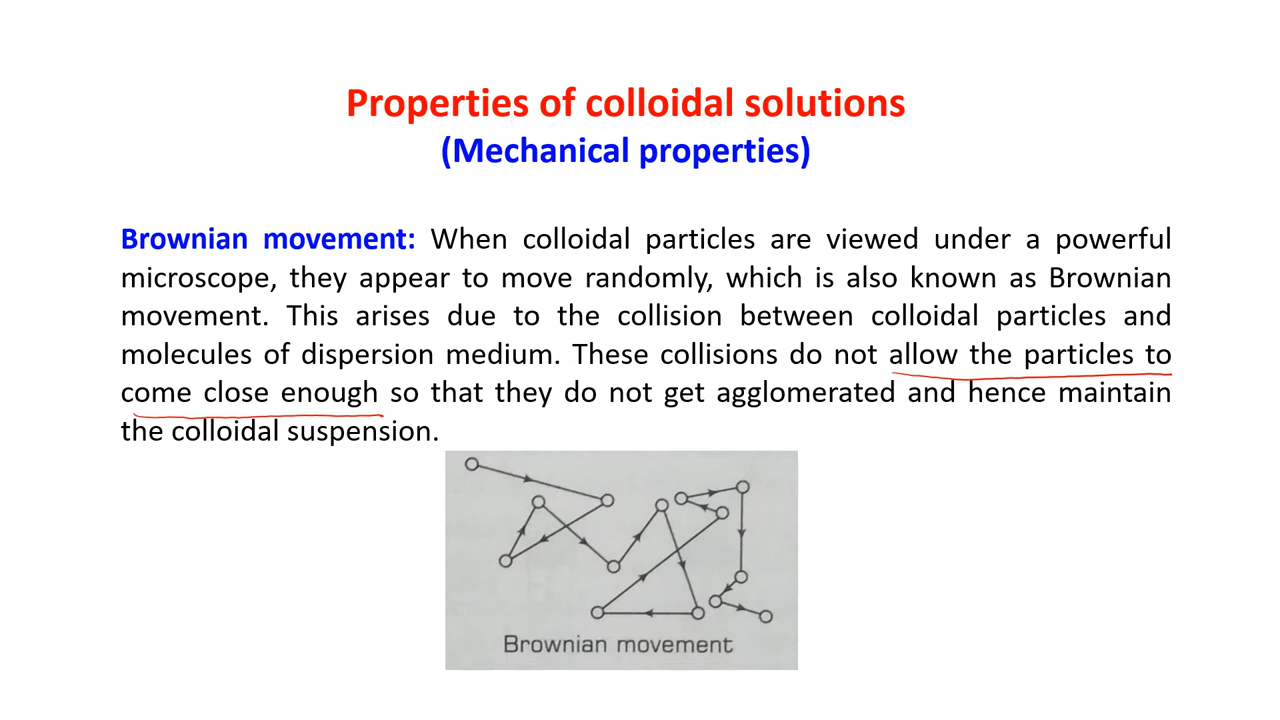 Properties of colloidal solutions
(Mechanical properties)
Brownian movement: When colloidal particles are viewed under a powerful
microscope, they appear to move randomly, which is also known as Brownian
movement. This arises due to the collision between colloidal particles and
molecules of dispersion medium. These collisions do not allow the particles to
come close enough so that they do not get agglomerated and hence maintain
the colloidal suspension.
Brownian movement